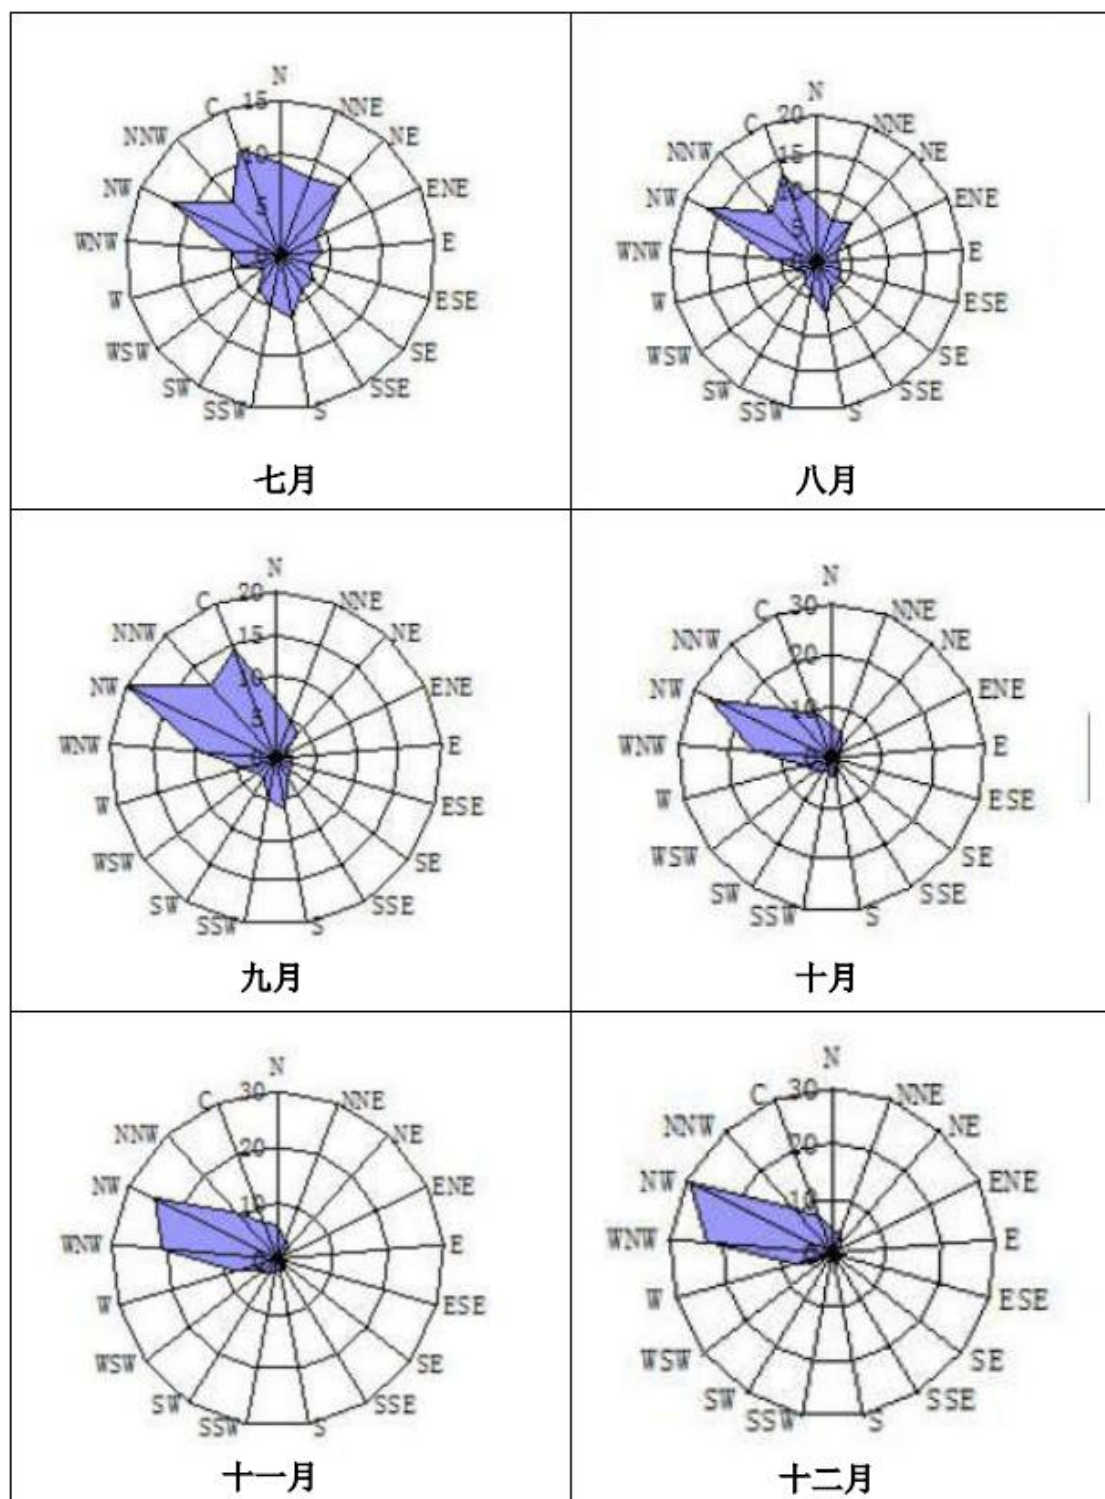 N
C 15 NNE
NNW 10 NE
NW 5 ENE
WNW 0 E
W ESE
WSW SE
SW SSE
SSW S
七月
N
C 20 NNE
NNW 15 NE
NW 10 ENE
WNW 5 E
W ESE
WSW SE
SW SSE
SSW S
八月
N
C 20 NNE
NNW 15 NE
NW 10 ENE
WNW 5 E
W ESE
WSW SE
SW SSE
SSW S
九月
N
C 30 NNE
NNW 20 NE
NW 10 ENE
WNW E
W ESE
WSW SE
SW SSE
SSW S
十月
N
C 30 NNE
NNW 20 NE
NW 10 ENE
WNW 0 E
W ESE
WSW SE
SW SSE
SSW S
十一月
N
C 30 NNE
NNW 20 NE
NW 10 ENE
WNW 0 E
W ESE
WSW SE
SW SSE
SSW S
十二月